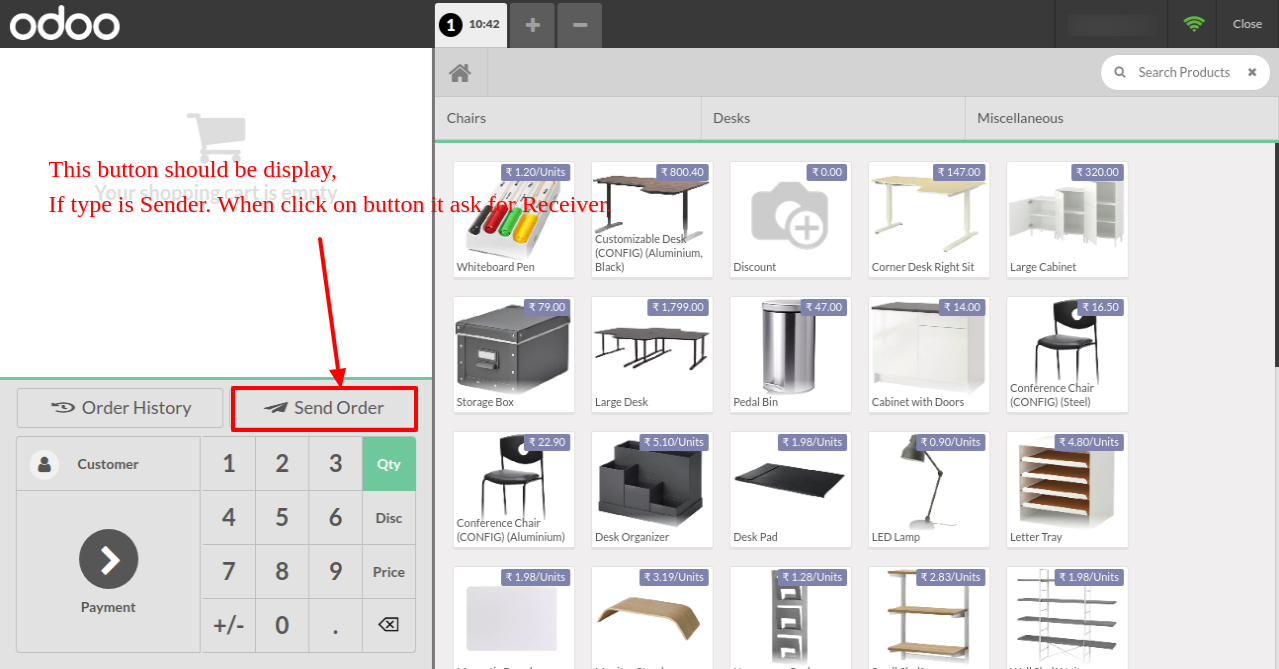 odoo
1 10:42 + −
Close
Search Products ×
Chairs Desks Miscellaneous
Your shopping cart is empty
This button should be display,
If type is Sender. When click on button it ask for Receiver.
₹ 1.20/Units
Whiteboard Pen
₹ 800.40
Customizable Desk
(CONFIG) (Aluminium,
Black)
₹ 0.00
Discount
₹ 147.00
Corner Desk Right Sit
₹ 320.00
Large Cabinet
₹ 79.00
Storage Box
₹ 1,799.00
Large Desk
₹ 47.00
Pedal Bin
₹ 14.00
Cabinet with Doors
₹ 16.50
Conference Chair
(CONFIG) (Steel)
₹ 22.90
Conference Chair
(CONFIG) (Aluminium)
₹ 5.10/Units
Desk Organizer
₹ 1.98/Units
Desk Pad
₹ 0.90/Units
LED Lamp
₹ 4.80/Units
Letter Tray
₹ 1.98/Units
₹ 3.19/Units
₹ 1.28/Units
₹ 2.83/Units
₹ 1.98/Units
Order History
Send Order
Customer
Payment
1 2 3 Qty
4 5 6 Disc
7 8 9 Price
+/- 0 .